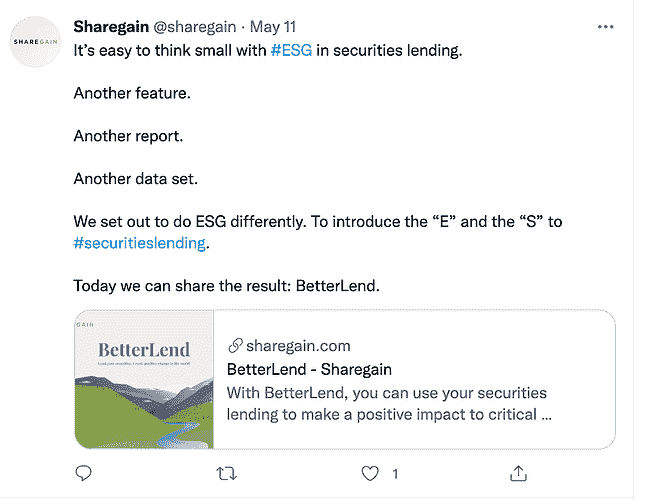 SHAREGAIN
Sharegain @sharegain · May 11
It's easy to think small with #ESG in securities lending.
Another feature.
Another report.
Another data set.
We set out to do ESG differently. To introduce the “E” and the “S” to
#securitieslending.
Today we can share the result: BetterLend.
GAIN
BetterLend
sharegain.com
BetterLend - Sharegain
With BetterLend, you can use your securities
lending to make a positive impact to critical ...
1